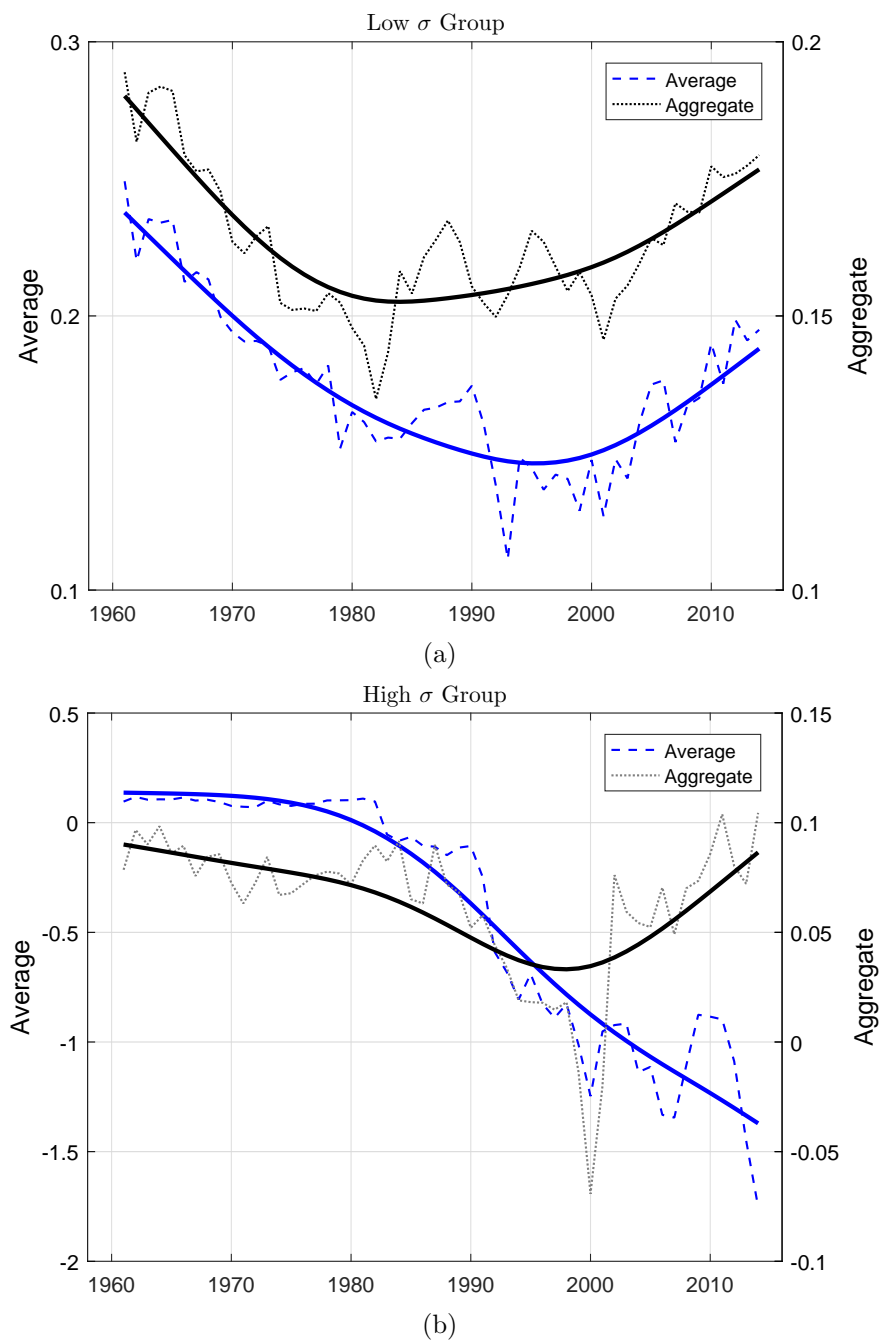 Low σ Group
0.3
0.2
Average
Aggregate
0.2
0.15
Average
Aggregate
0.1
0.1
1960 1970 1980 1990 2000 2010
(a)
High σ Group
0.5
0.15
Average
Aggregate
0
0.1
-0.5
0.05
Average
Aggregate
-1
0
-1.5
-0.05
-2
-0.1
1960 1970 1980 1990 2000 2010
(b)